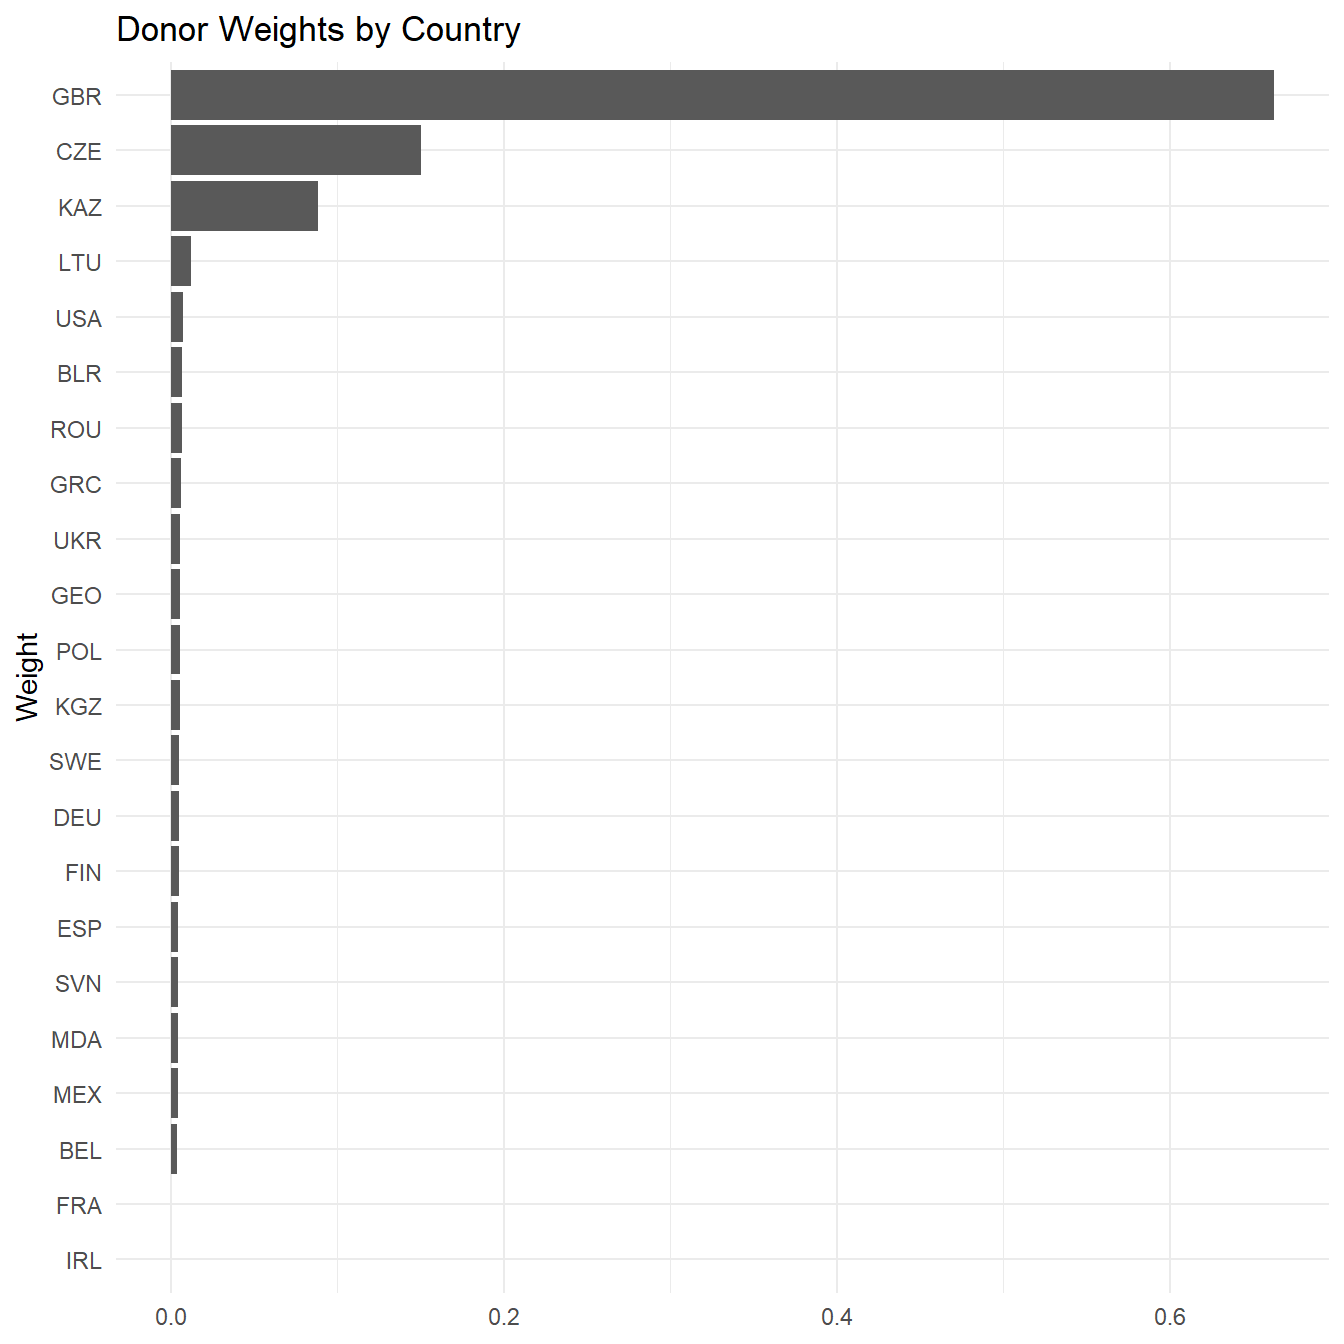 Donor Weights by Country
GBR
CZE
KAZ
LTU
USA
BLR
ROU
GRC
UKR
GEO
POL
KGZ
SWE
DEU
FIN
ESP
SVN
MDA
MEX
BEL
FRA
IRL
Weight
0.0 0.2 0.4 0.6